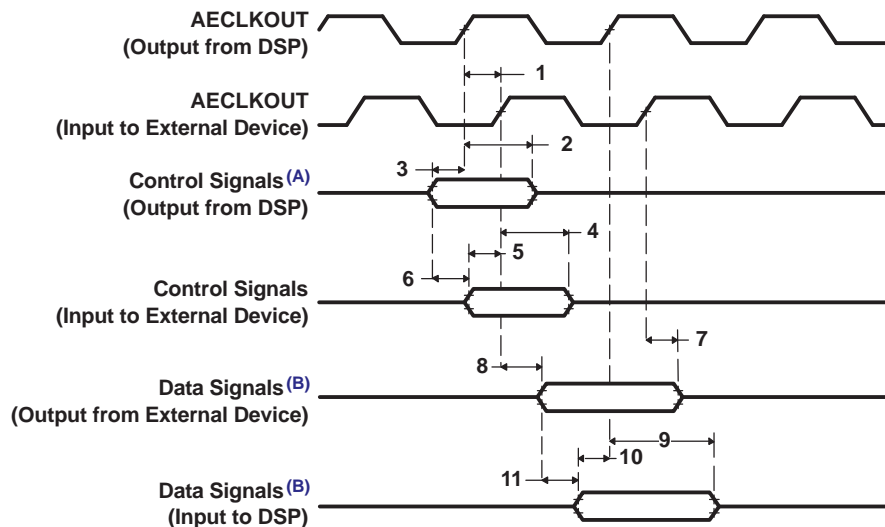 AECLKOUT
(Output from DSP)
1
AECLKOUT
(Input to External Device)
2
3
Control Signals (A)
(Output from DSP)
4
5
6
Control Signals
(Input to External Device)
7
8
Data Signals (B)
(Output from External Device)
9
10
11
Data Signals (B)
(Input to DSP)